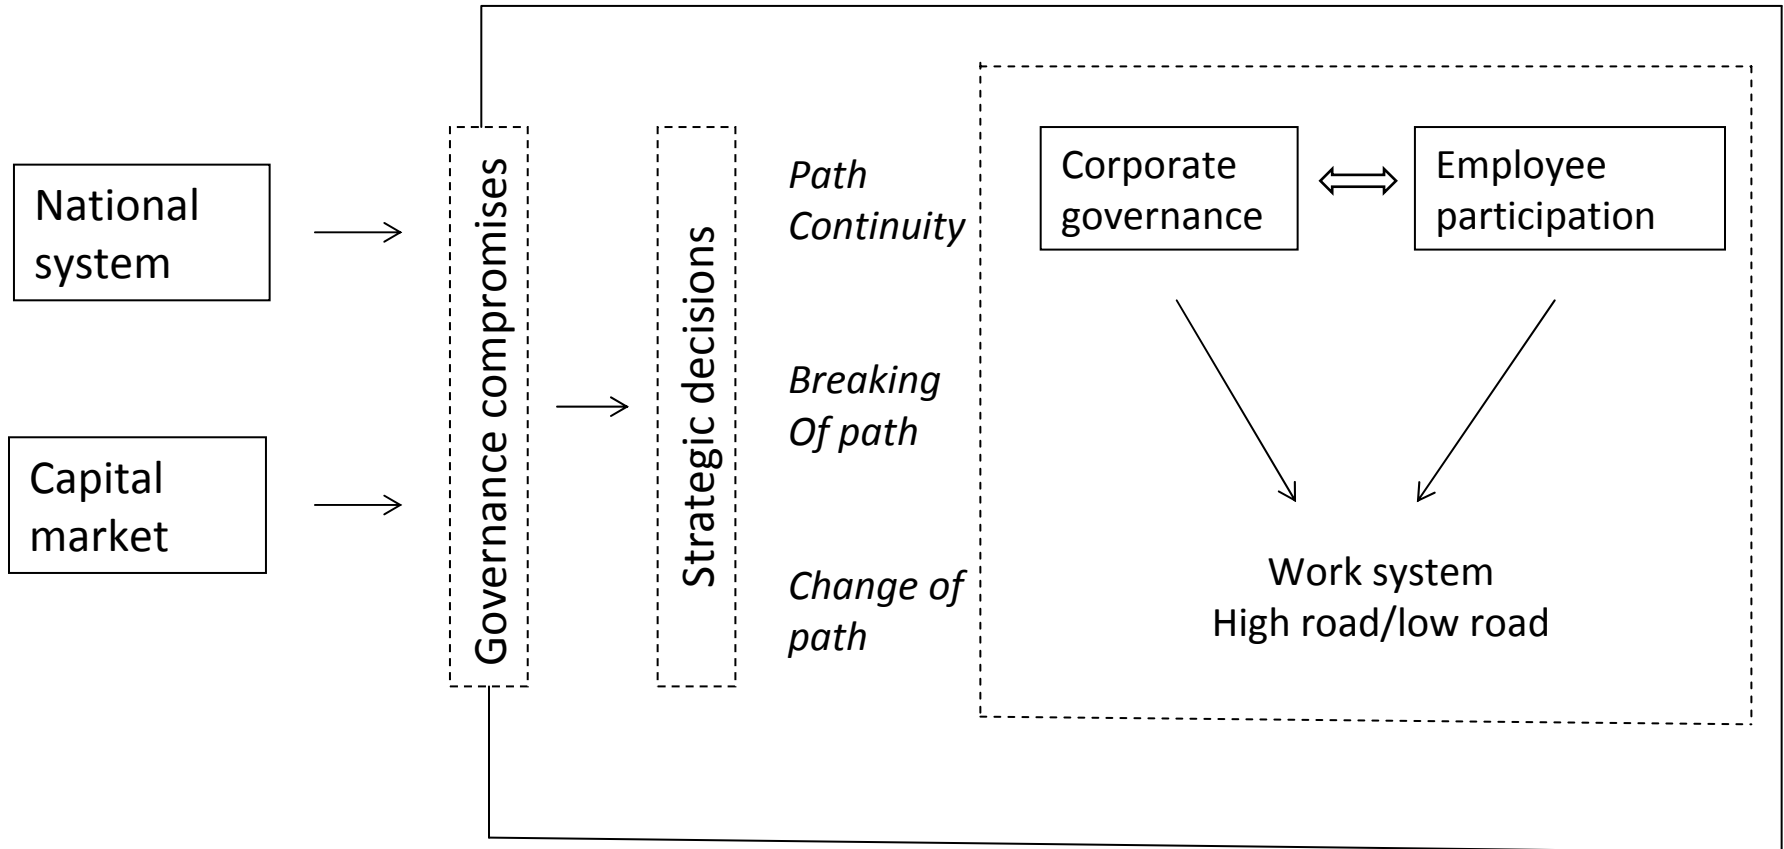 National
system
Capital
market
Governance compromises
Strategic decisions
Path
Continuity
Breaking
Of path
Change of
path
Corporate
governance
Employee
participation
Work system
High road/low road